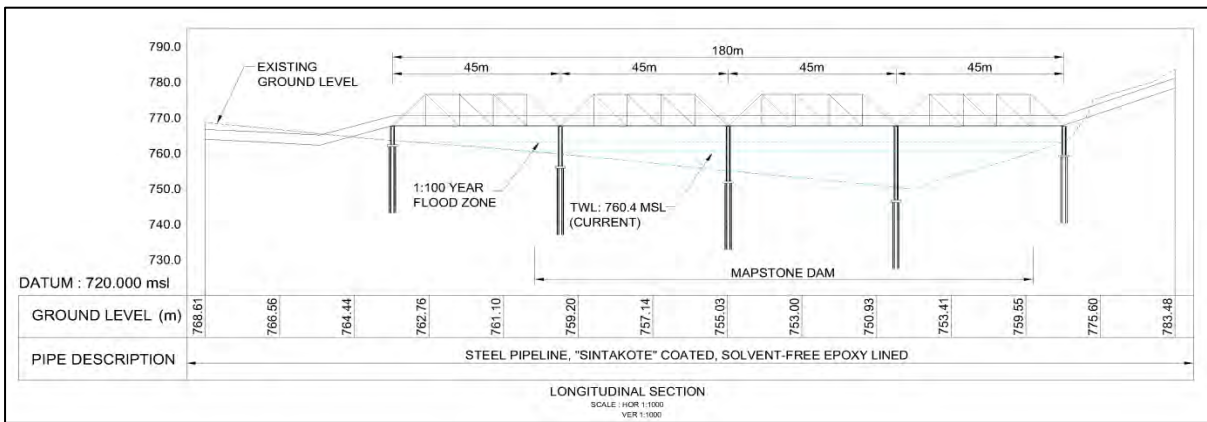 790.0
780.0
770.0
760.0
750.0
740.0
730.0
180m
45m 45m 45m 45m
EXISTING
GROUND LEVEL
1:100 YEAR
FLOOD ZONE
TWL: 760.4 MSL
(CURRENT)
MAPSTONE DAM
DATUM : 720.000 msl
GROUND LEVEL (m) 768.61 766.56 764.44 762.76 761.10 759.20 757.14 755.03 753.00 750.93 753.41 759.55 775.60 783.48
PIPE DESCRIPTION STEEL PIPELINE, "SINTAKOTE" COATED, SOLVENT-FREE EPOXY LINED
LONGITUDINAL SECTION
SCALE : HOR 1:1000
VER 1:1000